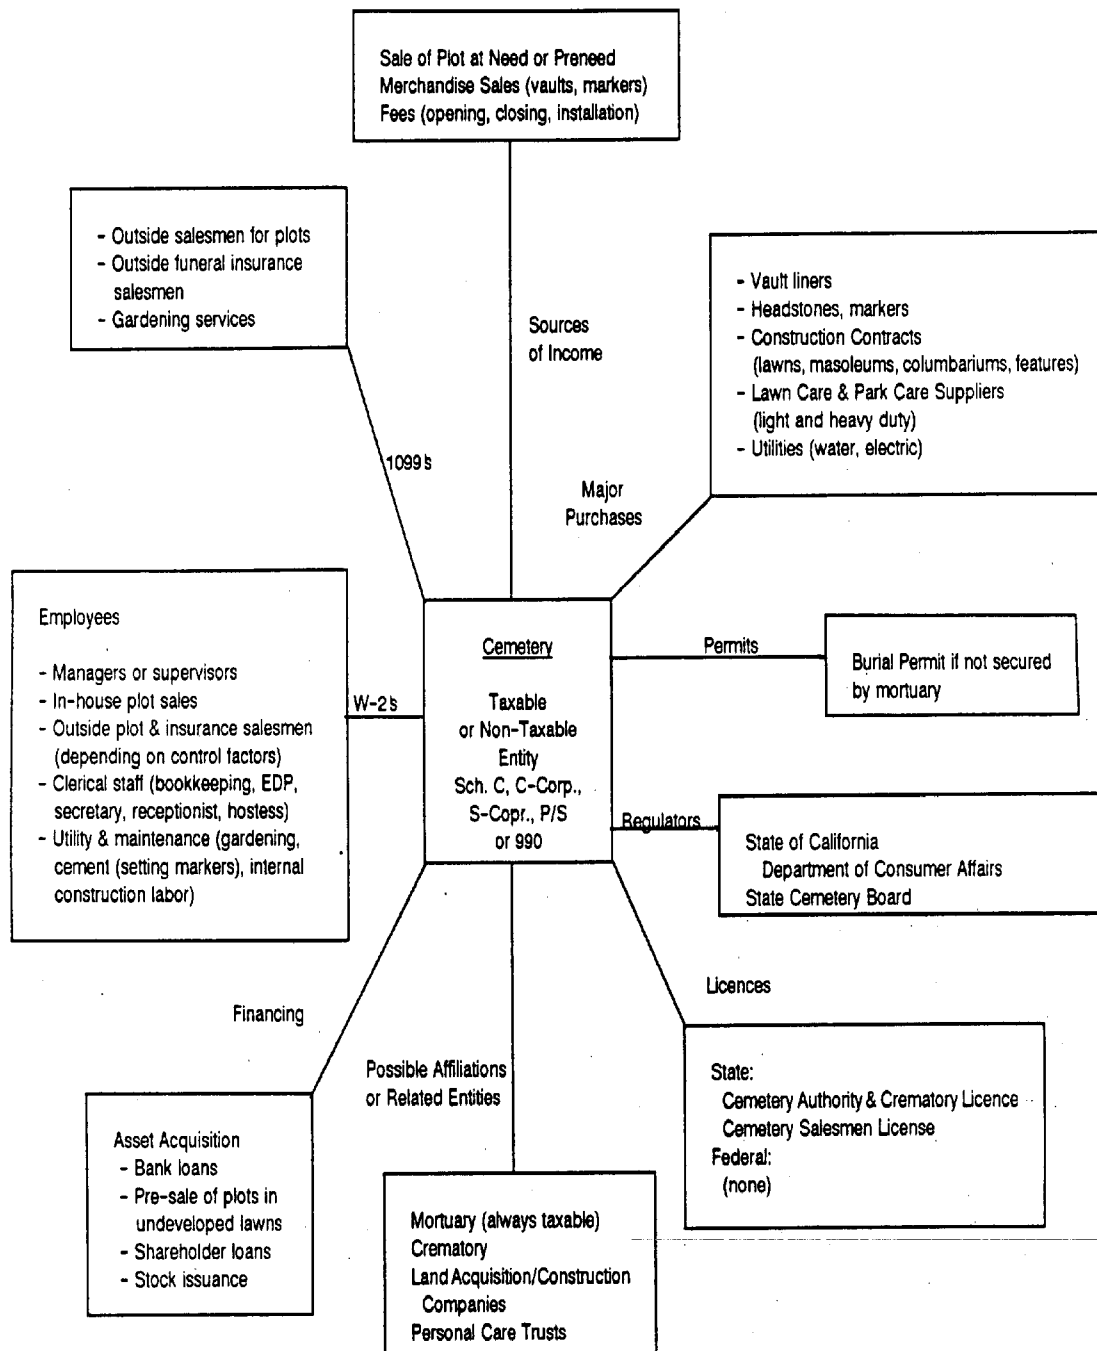 Sale of Plot at Need or Preneed
Merchandise Sales (vaults, markers)
Fees (opening, closing, installation)
- Outside salesmen for plots
- Outside funeral insurance
salesmen
- Gardening services
Sources
of Income
- Vault liners
- Headstones, markers
- Construction Contracts
(lawns, masoleums, columbariums, features)
- Lawn Care & Park Care Suppliers
(light and heavy duty)
- Utilities (water, electric)
1099's
Major
Purchases
Employees
- Managers or supervisors
- In-house plot sales
- Outside plot & insurance salesmen
(depending on control factors)
- Clerical staff (bookkeeping, EDP,
secretary, receptionist, hostess)
- Utility & maintenance (gardening,
cement (setting markers), internal
construction labor)
W-2's
Cemetery
Taxable
or Non-Taxable
Entity
Sch. C, C-Corp.,
S-Copr., P/S
or 990
Permits
Burial Permit if not secured
by mortuary
Regulators
State of California
Department of Consumer Affairs
State Cemetery Board
Licences
State:
Cemetery Authority & Crematory Licence
Cemetery Salesmen License
Federal:
(none)
Financing
Possible Affiliations
or Related Entities
Asset Acquisition
- Bank loans
- Pre-sale of plots in
undeveloped lawns
- Shareholder loans
- Stock issuance
Mortuary (always taxable)
Crematory
Land Acquisition/Construction
Companies
Personal Care Trusts